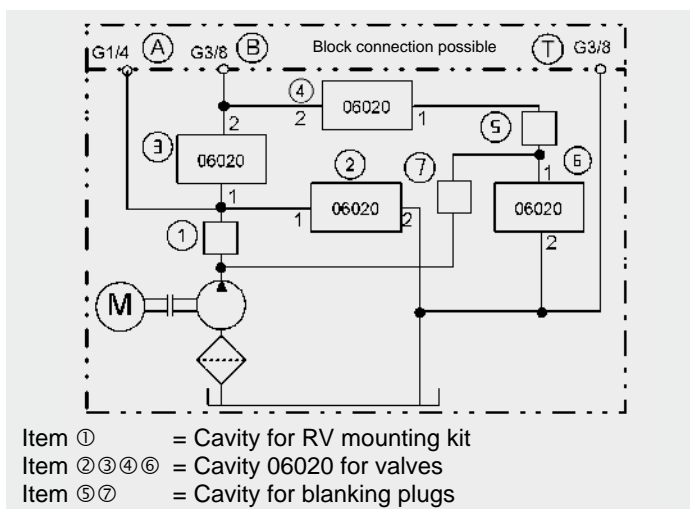 G1/4 Ⓐ G3/8 Ⓑ Block connection possible Ⓣ G3/8
④
2 06020 1
⑤
2
③ 06020
②
⑦
⑥
1
1 1 06020 2
06020
①
2
M
Item ① = Cavity for RV mounting kit
Item ②③④⑥ = Cavity 06020 for valves
Item ⑤⑦ = Cavity for blanking plugs